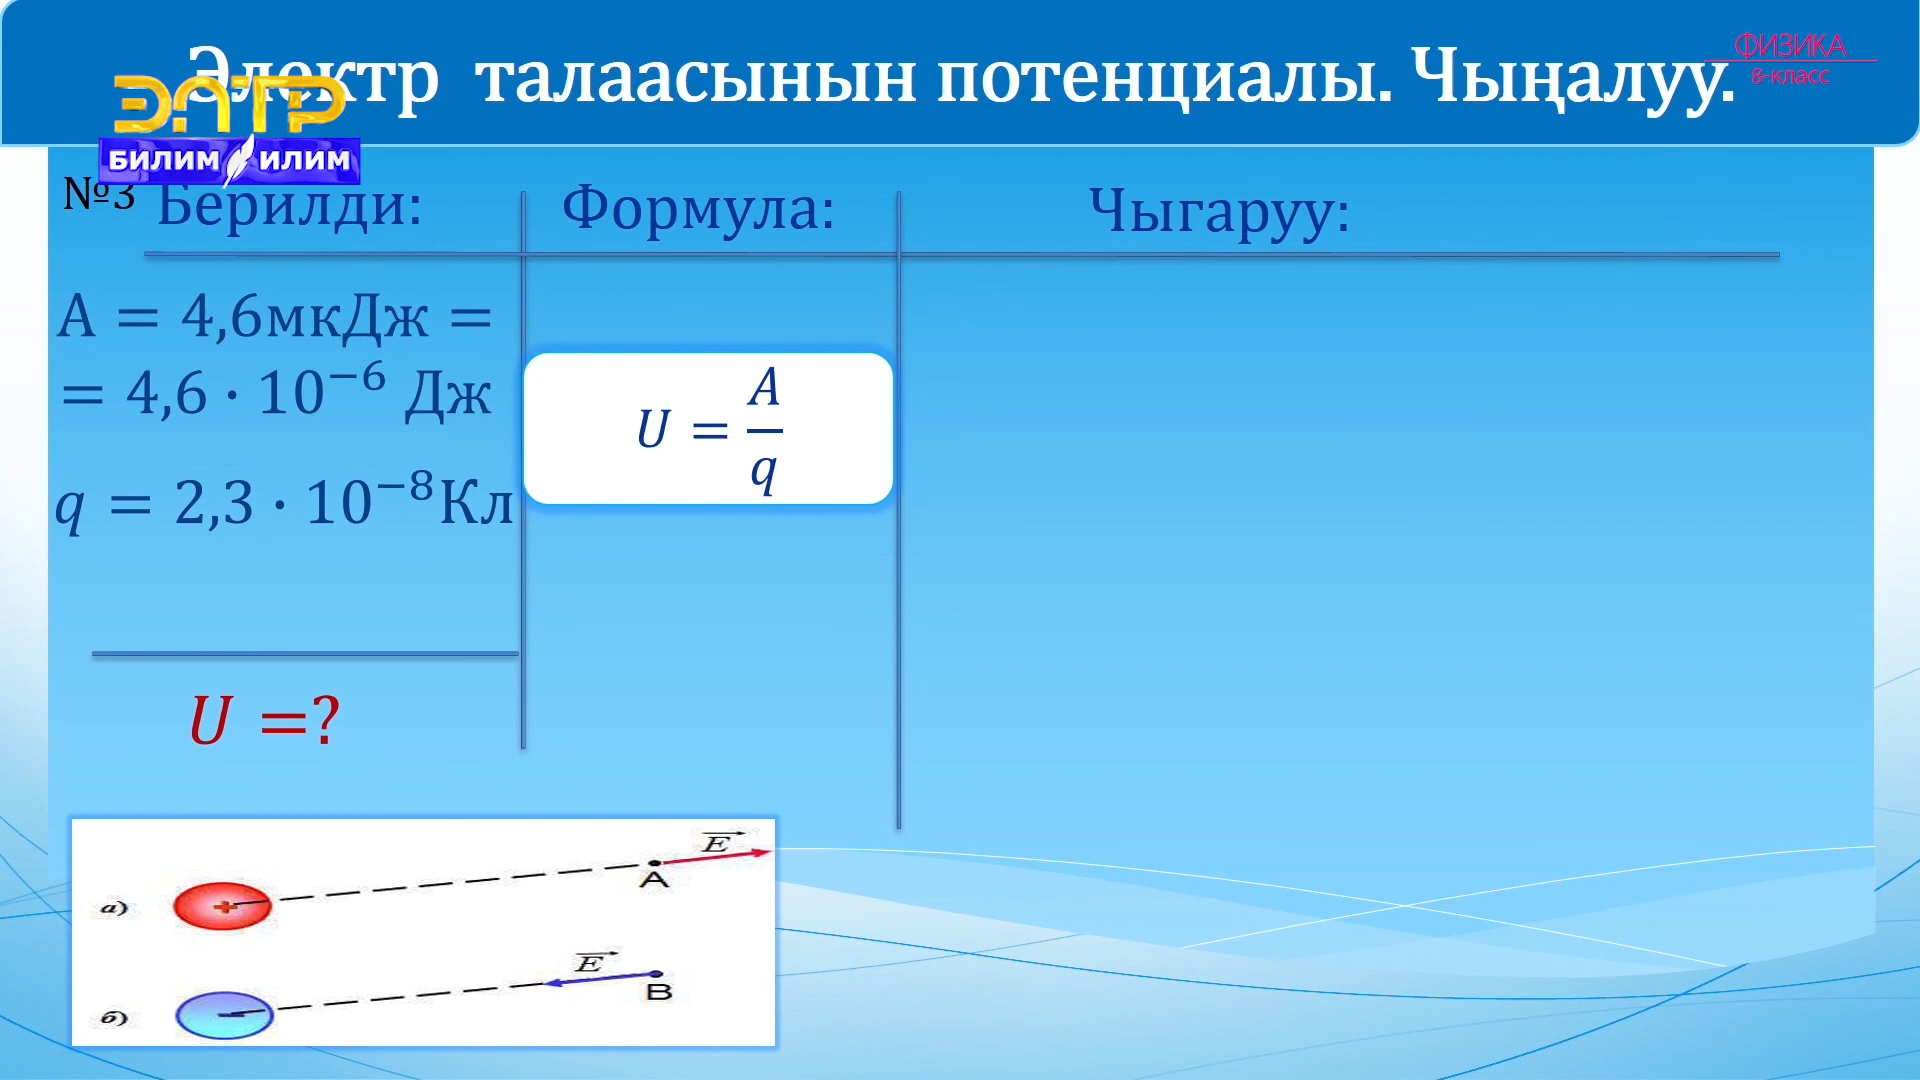 Электр талаасынын потенциалы. Чыңалуу.
ФИЗИКА
8-класс
ЭЛТР
БИЛИМ ИЛИМ
№3 Берилди:
Формула:
Чыгаруу:
A = 4,6мкДж =
= 4,6 · 10⁻⁶ Дж
q = 2,3 · 10⁻⁸Кл
U = A/q
U =?
а)
E
A
б)
E
B